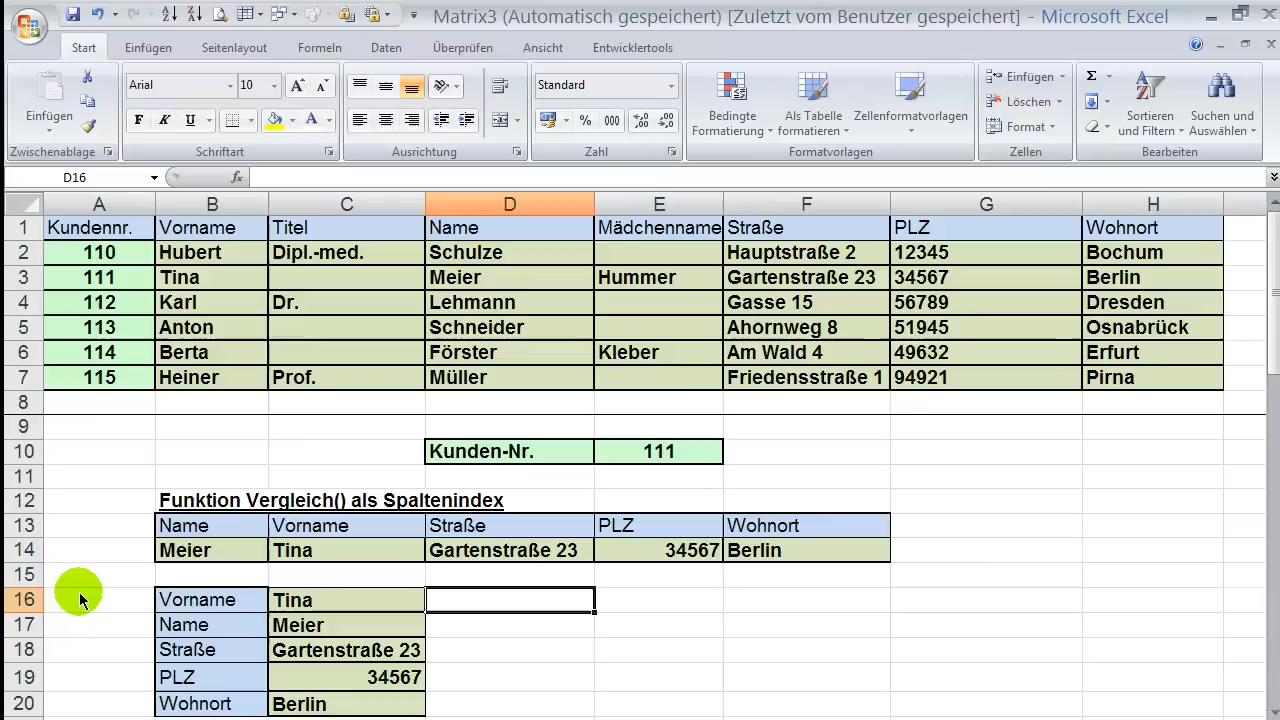 Matrix3 (Automatisch gespeichert) [Zuletzt vom Benutzer gespeichert] - Microsoft Excel
Start Einfügen Seitenlayout Formeln Daten Überprüfen Ansicht Entwicklertools
Einfügen
Zwischenablage
Arial 10
F K U
Schriftart
Ausrichtung
Standard
% 000
Zahl
Bedingte Formatierung
Als Tabelle formatieren
Zellenformatvorlagen
Formatvorlagen
Einfügen
Löschen
Format
Zellen
Sortieren und Filtern
Suchen und Auswählen
Bearbeiten
D16 fx
A B C D E F G H
1 Kundennr. Vorname Titel Name Mädchenname Straße PLZ Wohnort
2 110 Hubert Dipl.-med. Schulze Hauptstraße 2 12345 Bochum
3 111 Tina Meier Hummer Gartenstraße 23 34567 Berlin
4 112 Karl Dr. Lehmann Gasse 15 56789 Dresden
5 113 Anton Schneider Ahornweg 8 51945 Osnabrück
6 114 Berta Förster Kleber Am Wald 4 49632 Erfurt
7 115 Heiner Prof. Müller Friedensstraße 1 94921 Pirna
8
9
10 Kunden-Nr. 111
11
12 Funktion Vergleich() als Spaltenindex
13 Name Vorname Straße PLZ Wohnort
14 Meier Tina Gartenstraße 23 34567 Berlin
15
16 Vorname Tina
17 Name Meier
18 Straße Gartenstraße 23
19 PLZ 34567
20 Wohnort Berlin